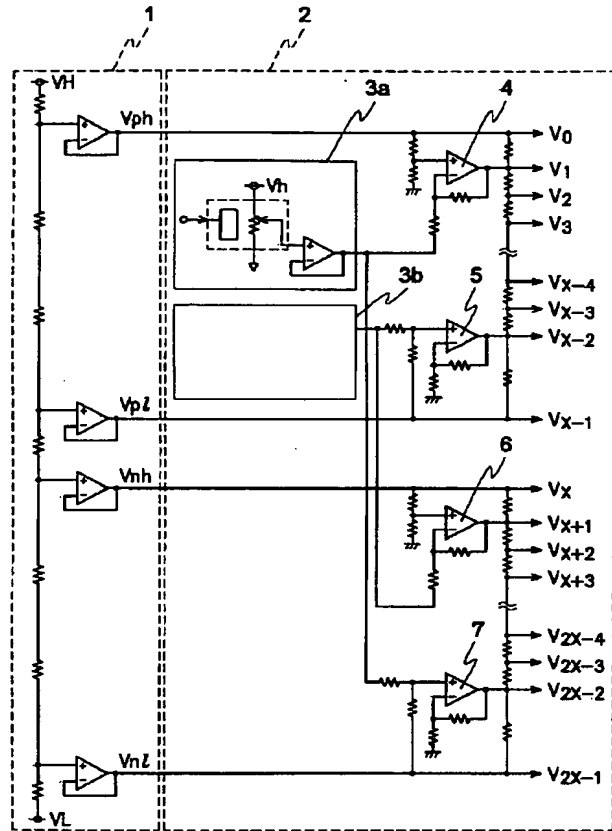 1
2
VH
Vph
3a
4
V0
V1
Vh
V2
V3
3b
5
VX-4
VX-3
VX-2
Vpl
VX-1
Vnh
6
VX
VX+1
VX+2
VX+3
7
V2X-4
V2X-3
V2X-2
Vnl
V2X-1
VL